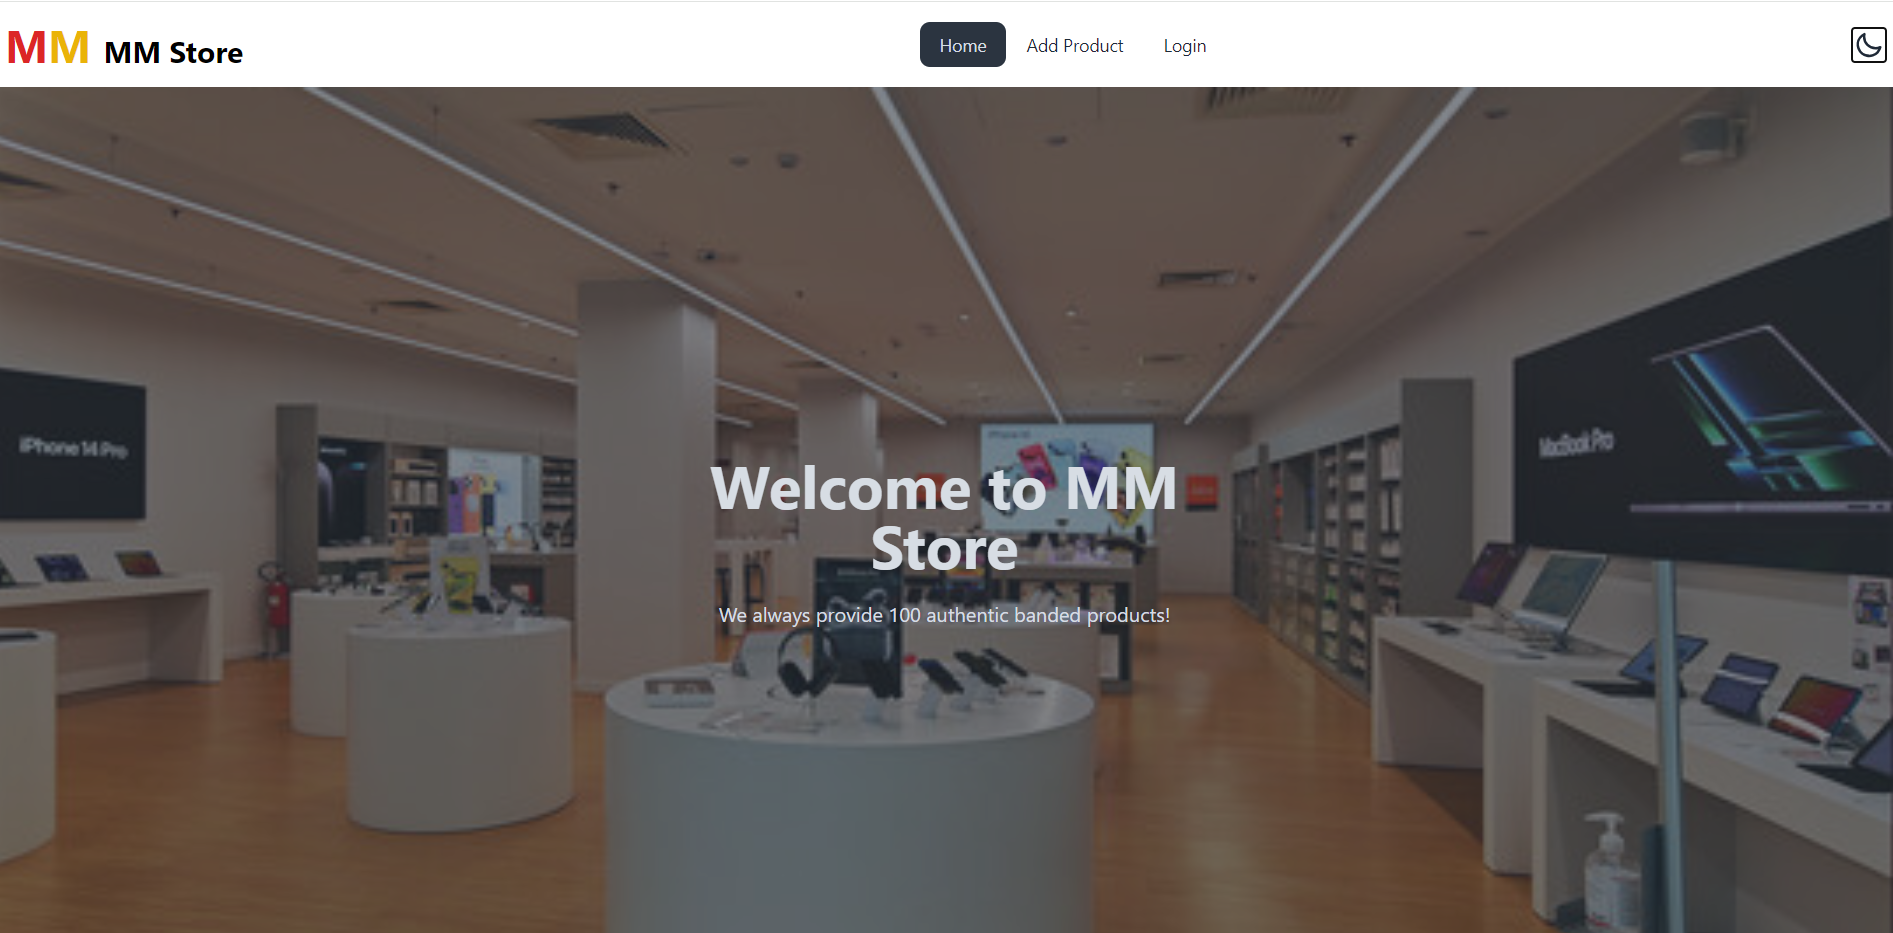 MM MM Store
Home Add Product Login
iPhone 14 Pro
MacBook Pro
Welcome to MM
Store
We always provide 100 authentic banded products!